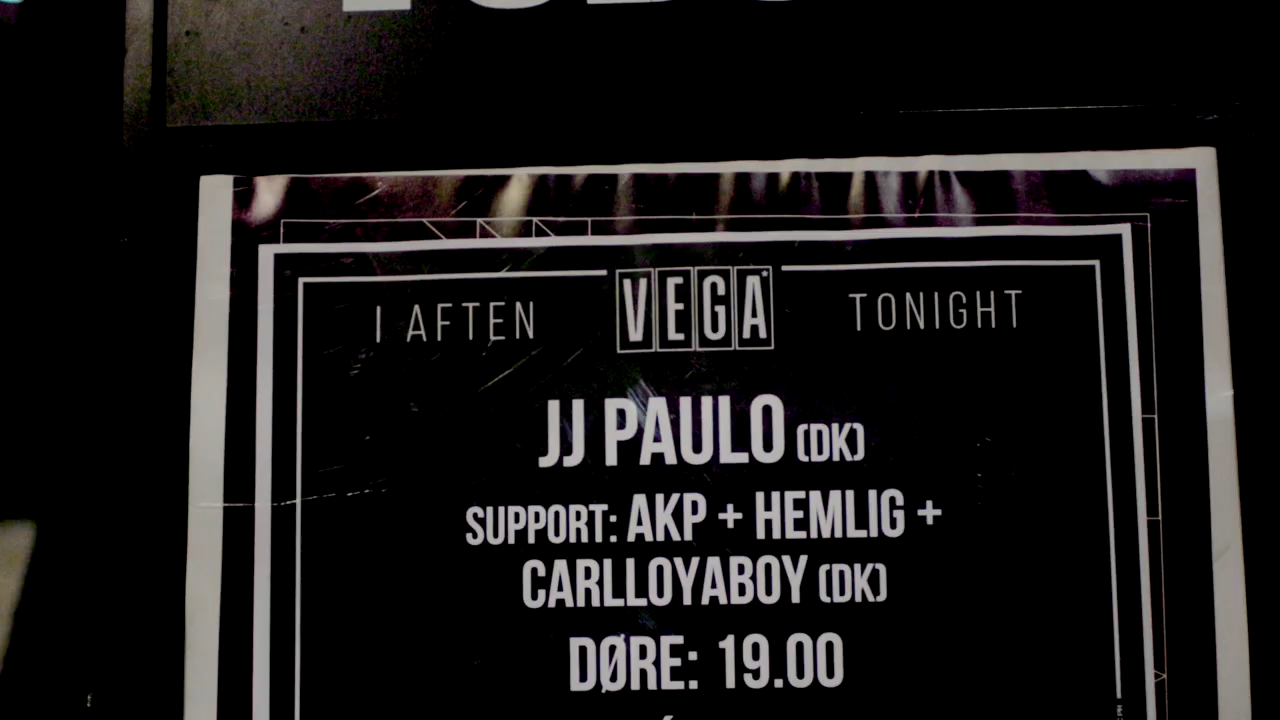 I AFTEN VEGA* TONIGHT
JJ PAULO (DK)
SUPPORT: AKP + HEMLIG +
CARLLOYABOY (DK)
DØRE: 19.00